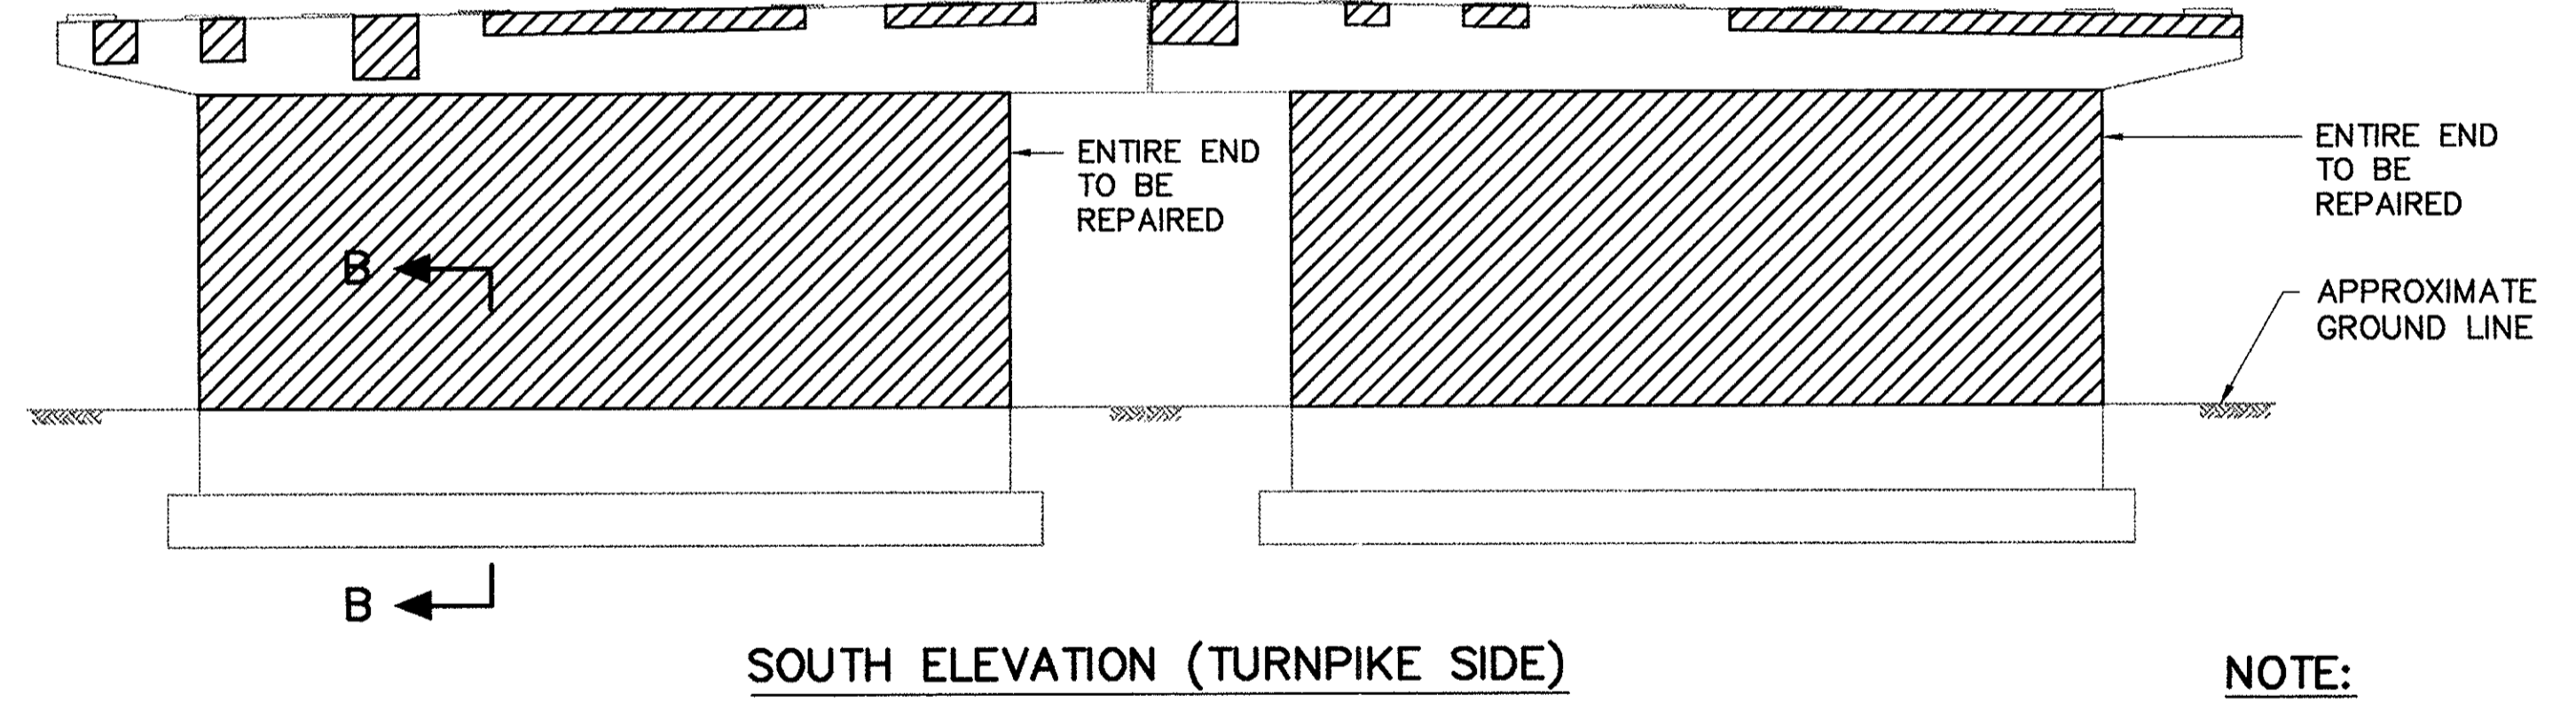 ENTIRE END
TO BE
REPAIRED
ENTIRE END
TO BE
REPAIRED
B
APPROXIMATE
GROUND LINE
B
SOUTH ELEVATION (TURNPIKE SIDE)
NOTE: